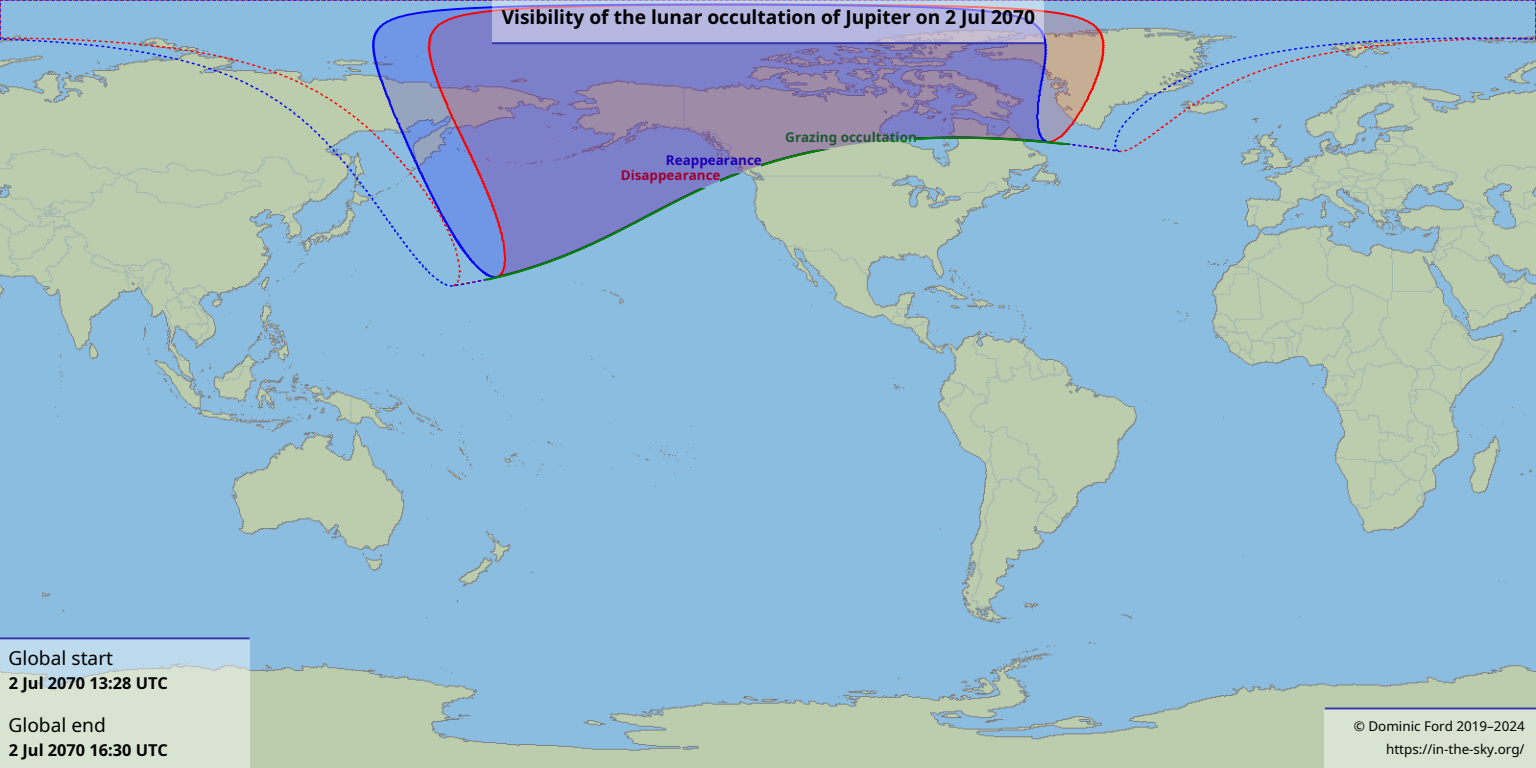 Visibility of the lunar occultation of Jupiter on 2 Jul 2070
Grazing occultation
Reappearance
Disappearance
Global start
2 Jul 2070 13:28 UTC
Global end
2 Jul 2070 16:30 UTC
© Dominic Ford 2019–2024
https://in-the-sky.org/